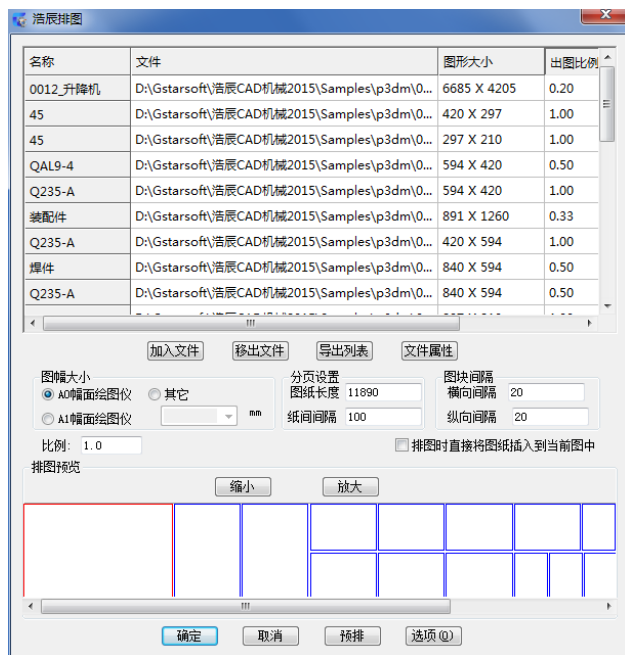 浩辰排图
名称 文件 图形大小 出图比例
0012_升降机 D:\Gstarsoft\浩辰CAD机械2015\Samples\p3dm\0... 6685 X 4205 0.20
45 D:\Gstarsoft\浩辰CAD机械2015\Samples\p3dm\0... 420 X 297 1.00
45 D:\Gstarsoft\浩辰CAD机械2015\Samples\p3dm\0... 297 X 210 1.00
QAL9-4 D:\Gstarsoft\浩辰CAD机械2015\Samples\p3dm\0... 594 X 420 0.50
Q235-A D:\Gstarsoft\浩辰CAD机械2015\Samples\p3dm\0... 594 X 420 1.00
装配件 D:\Gstarsoft\浩辰CAD机械2015\Samples\p3dm\0... 891 X 1260 0.33
Q235-A D:\Gstarsoft\浩辰CAD机械2015\Samples\p3dm\0... 420 X 594 1.00
焊件 D:\Gstarsoft\浩辰CAD机械2015\Samples\p3dm\0... 840 X 594 0.50
Q235-A D:\Gstarsoft\浩辰CAD机械2015\Samples\p3dm\0... 840 X 594 0.50
加入文件 移出文件 导出列表 文件属性
图幅大小 分页设置 图块间隔
A0幅面绘图仪 其它 图纸长度 11890 横向间隔 20
A1幅面绘图仪 mm 纸间间隔 100 纵向间隔 20
比例: 1.0 排图时直接将图纸插入到当前图中
排图预览
缩小 放大
确定 取消 预排 选项(O)